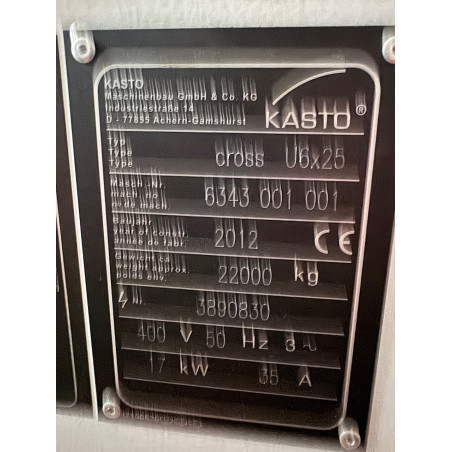 KASTO
Maschinenbau GmbH & Co. KG
Industriestraße 14
D - 77855 Achern-Gamshurst
KASTO®
Typ
Type
Type
cross U6x25
Masch.-Nr.
mach. no.
no de mach.
6343 001 001
Baujahr
year of constr.
année de fabr.
2012
CE
Gewicht ca.
weight approx.
poids env.
22000 kg
Nr.
3890830
400 V 50 Hz 3
17 kW 35 A